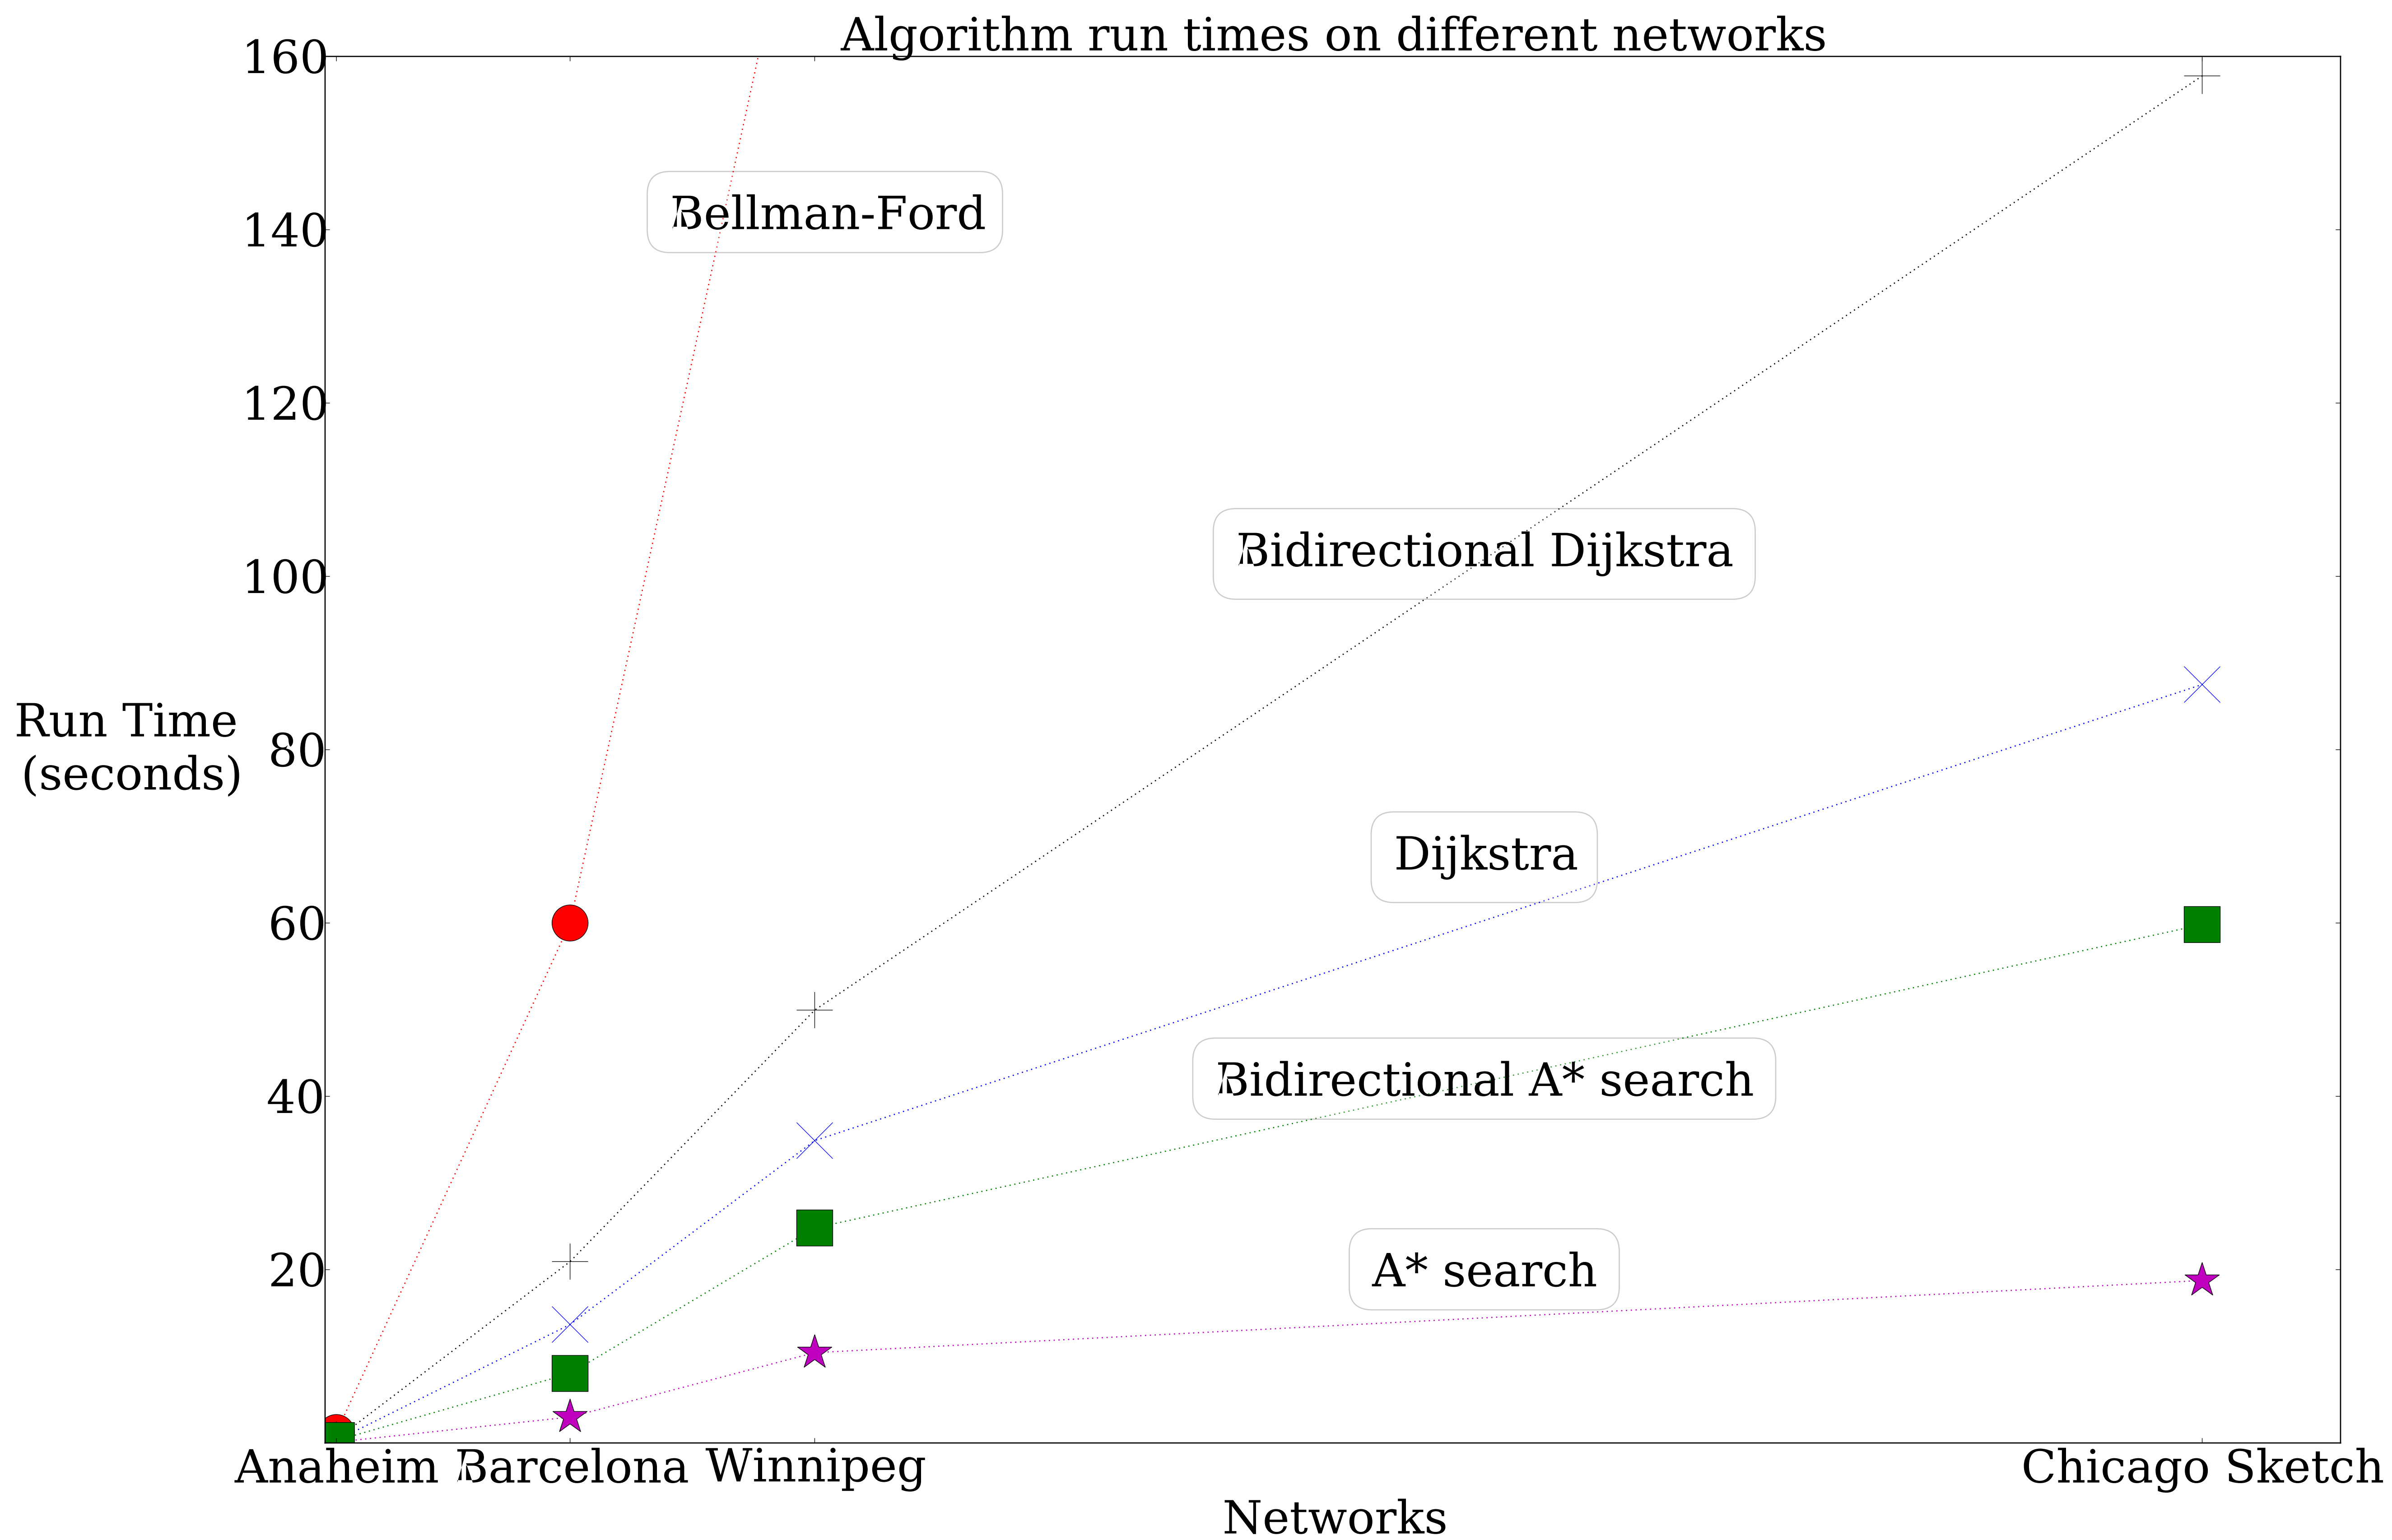 Algorithm run times on different networks
160
140
120
100
80
60
40
20
Run Time
(seconds)
Bellman-Ford
Bidirectional Dijkstra
Dijkstra
Bidirectional A* search
A* search
Anaheim Barcelona Winnipeg Chicago Sketch
Networks